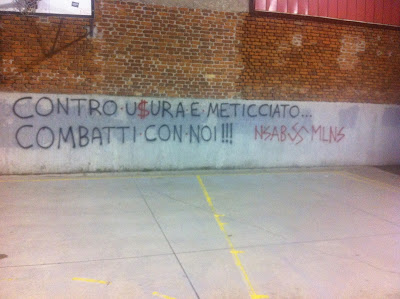 CONTRO·U$URA·E·METICCIATO...
COMBATTI·CON·NOI!!! NSAB MLNS